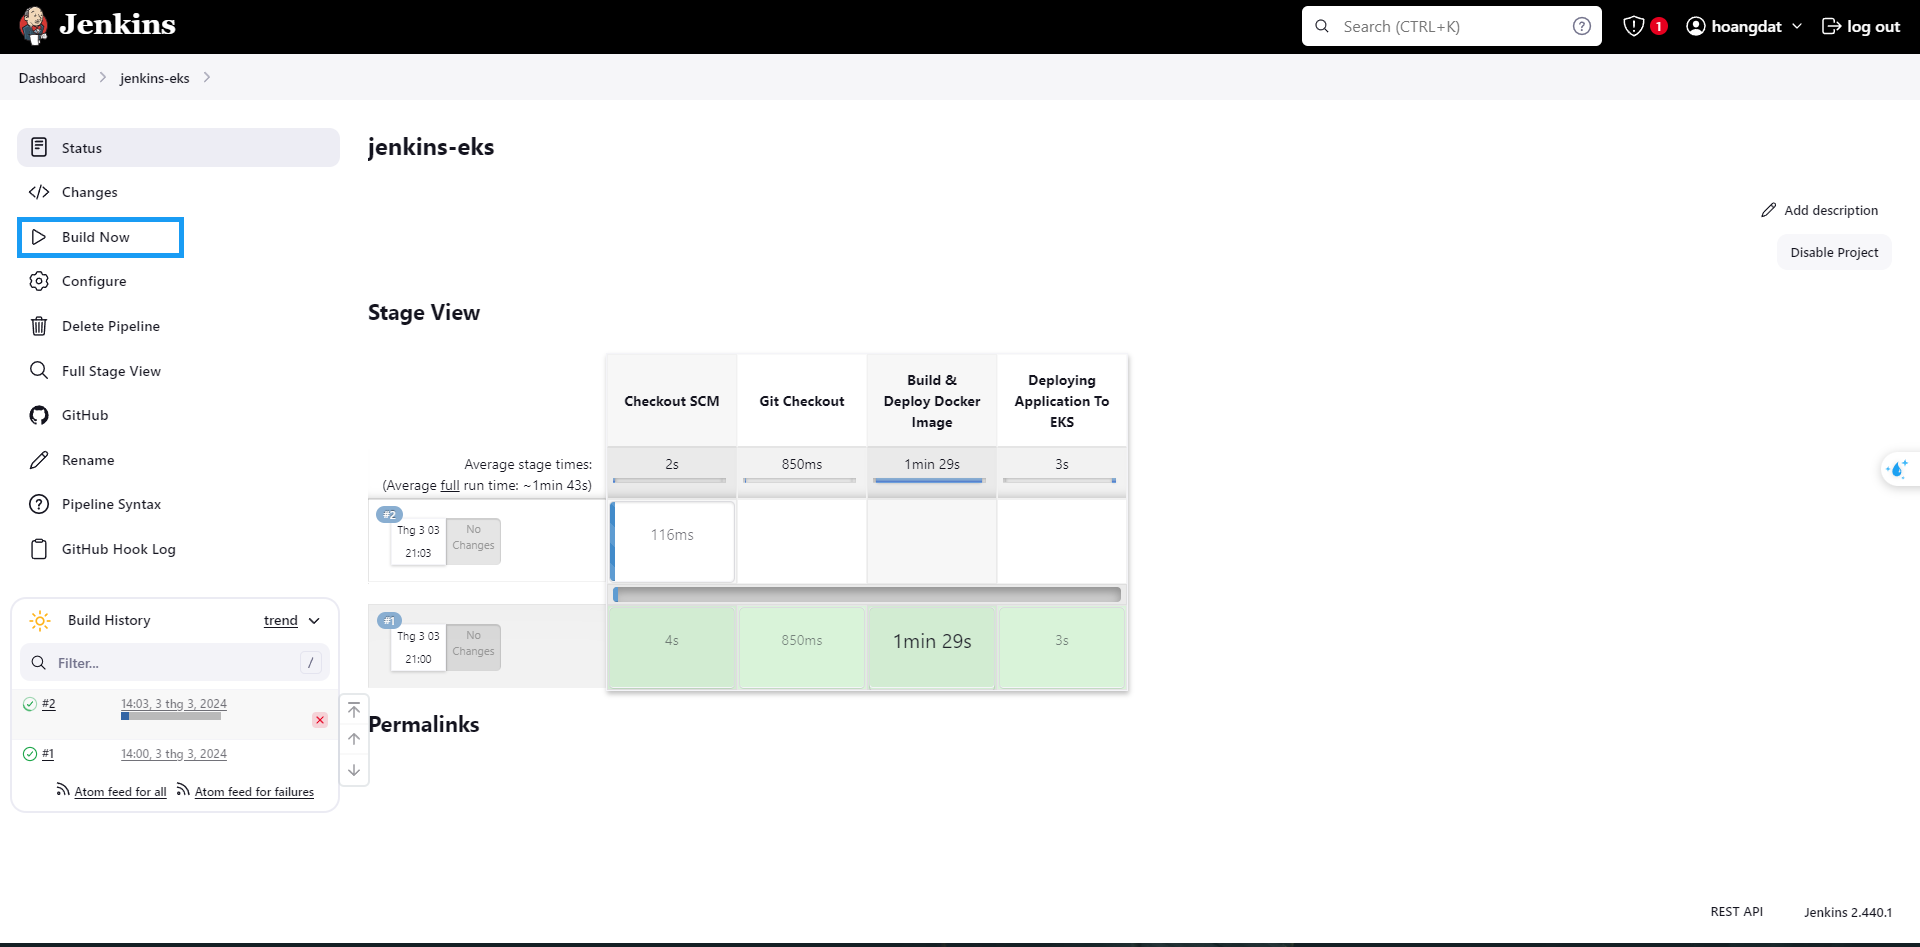 Jenkins
Search (CTRL+K)
?
1
hoangdat
log out
Dashboard
jenkins-eks
Status
Changes
Build Now
Configure
Delete Pipeline
Full Stage View
GitHub
Rename
Pipeline Syntax
GitHub Hook Log
Build History
trend
Filter...
/
#2
14:03, 3 thg 3, 2024
#1
14:00, 3 thg 3, 2024
Atom feed for all
Atom feed for failures
jenkins-eks
Add description
Disable Project
Stage View
Checkout SCM
Git Checkout
Build &
Deploy Docker
Image
Deploying
Application To
EKS
Average stage times:
(Average full run time: ~1min 43s)
2s
850ms
1min 29s
3s
#2
Thg 3 03
21:03
No
Changes
116ms
#1
Thg 3 03
21:00
No
Changes
4s
850ms
1min 29s
3s
Permalinks
REST API
Jenkins 2.440.1